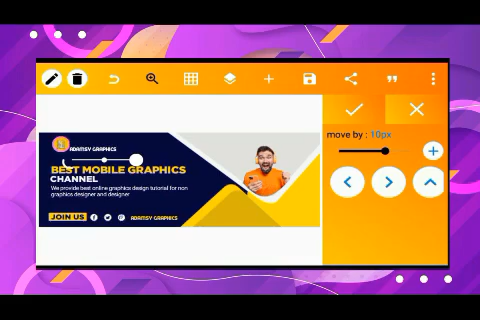 move by : 10px
ADAMSY GRAPHICS
BEST MOBILE GRAPHICS
CHANNEL
We provide best online graphics design tutorial for non
graphics designer and designer
JOIN US
ADAMSY GRAPHICS